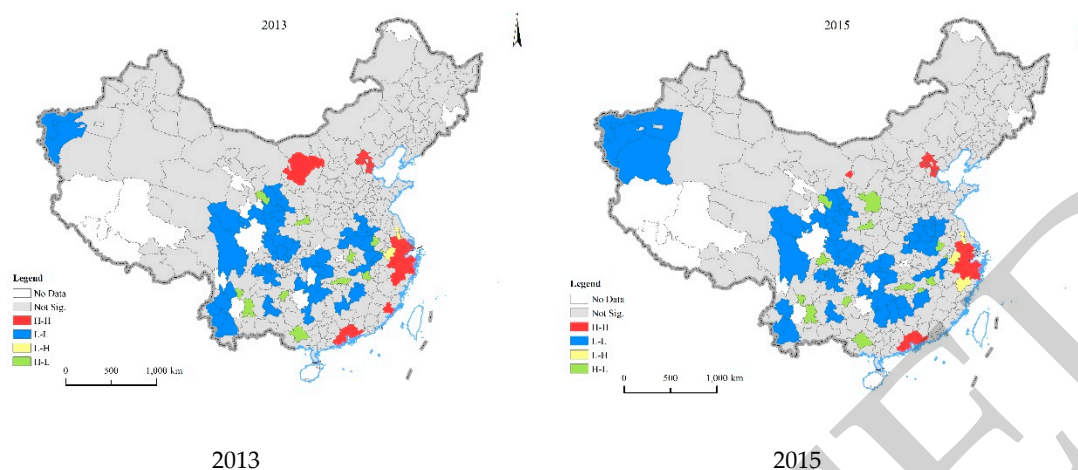 2013
2015
Legend
No Data
Not Sig.
H-H
L-L
L-H
H-L
0 500 1,000 km
Legend
No Data
Not Sig.
H-H
L-L
L-H
H-L
0 500 1,000 km
2013
2015